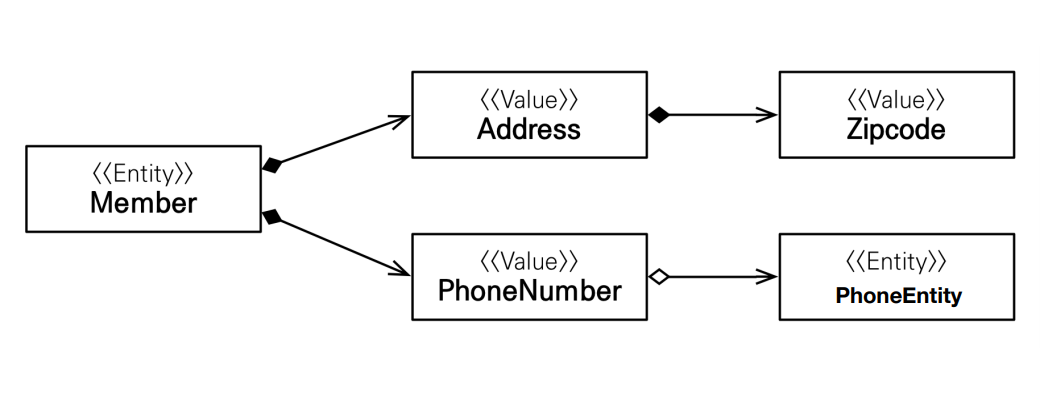 《Entity》
Member
《Value》
Address
《Value》
Zipcode
《Value》
PhoneNumber
《Entity》
PhoneEntity